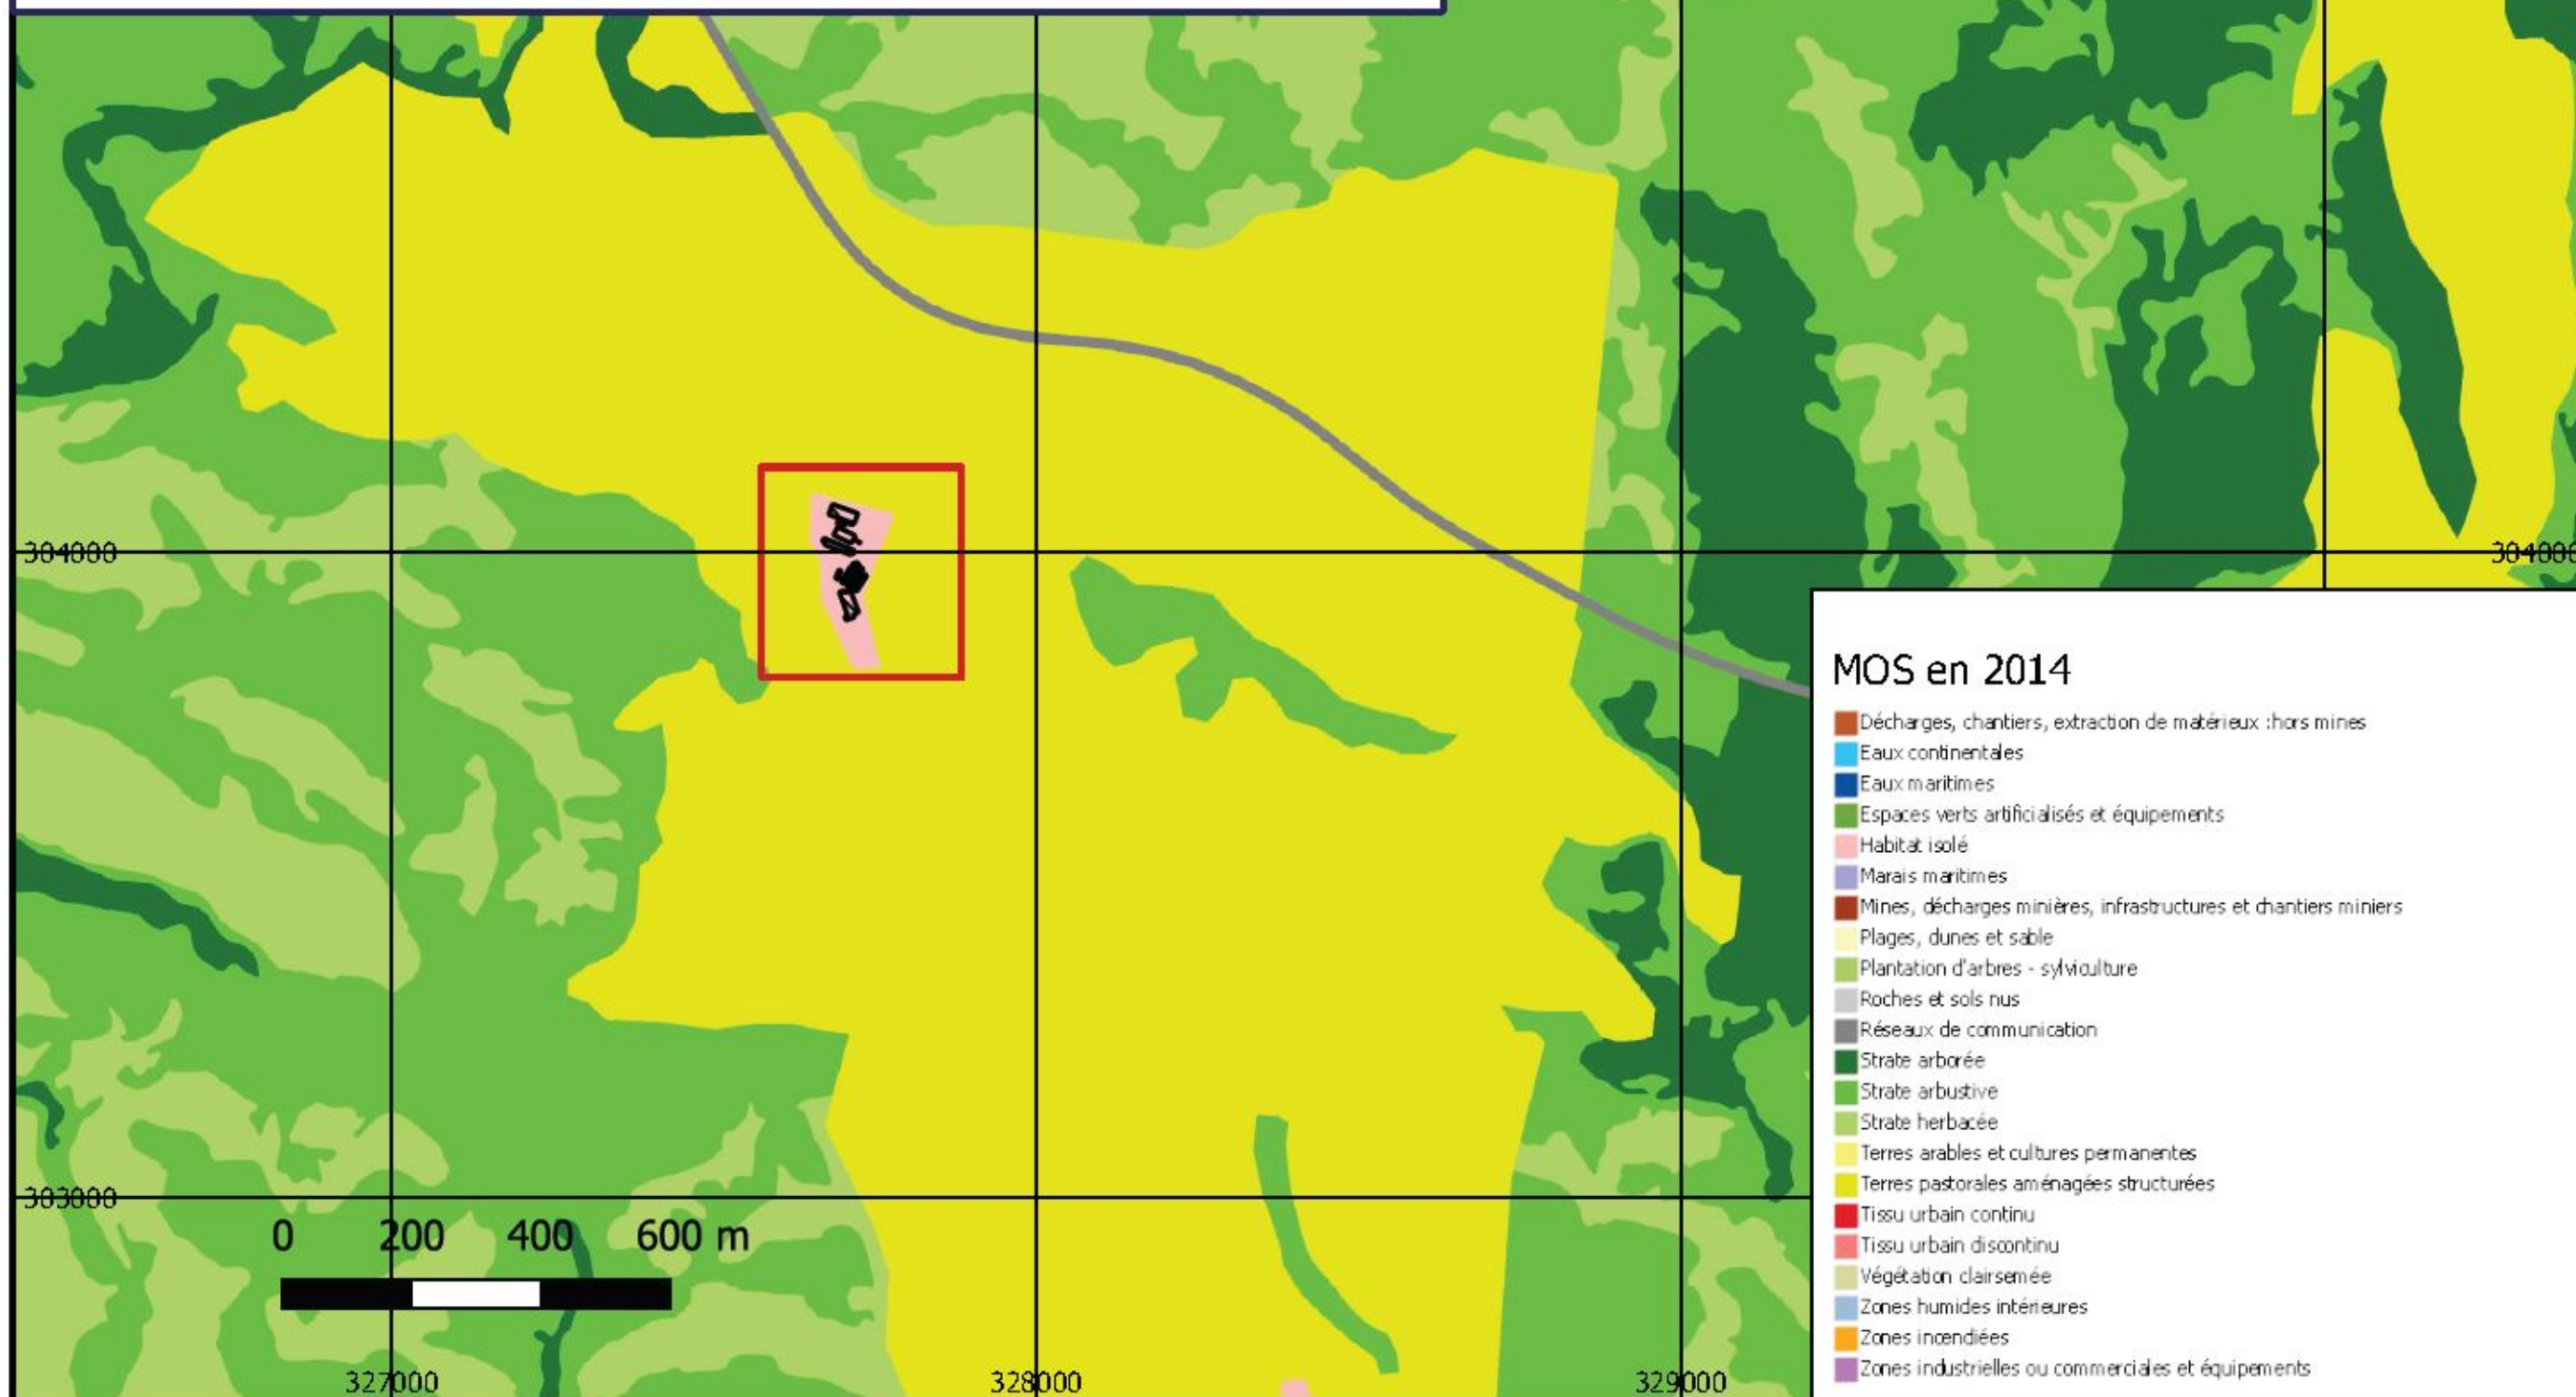 304000
304000
MOS en 2014
Décharges, chantiers, extraction de matérieux :hors mines
Eaux continentales
Eaux maritimes
Espaces verts artificialisés et équipements
Habitat isolé
Marais maritimes
Mines, décharges minières, infrastructures et chantiers miniers
Plages, dunes et sable
Plantation d'arbres - sylviculture
Roches et sols nus
Réseaux de communication
Strate arborée
Strate arbustive
Strate herbacée
Terres arables et cultures permanentes
Terres pastorales aménagées structurées
Tissu urbain continu
Tissu urbain discontinu
Végétation clairsemée
Zones humides intérieures
Zones incendiées
Zones industrielles ou commerciales et équipements
303000
0 200 400 600 m
327000 328000 329000